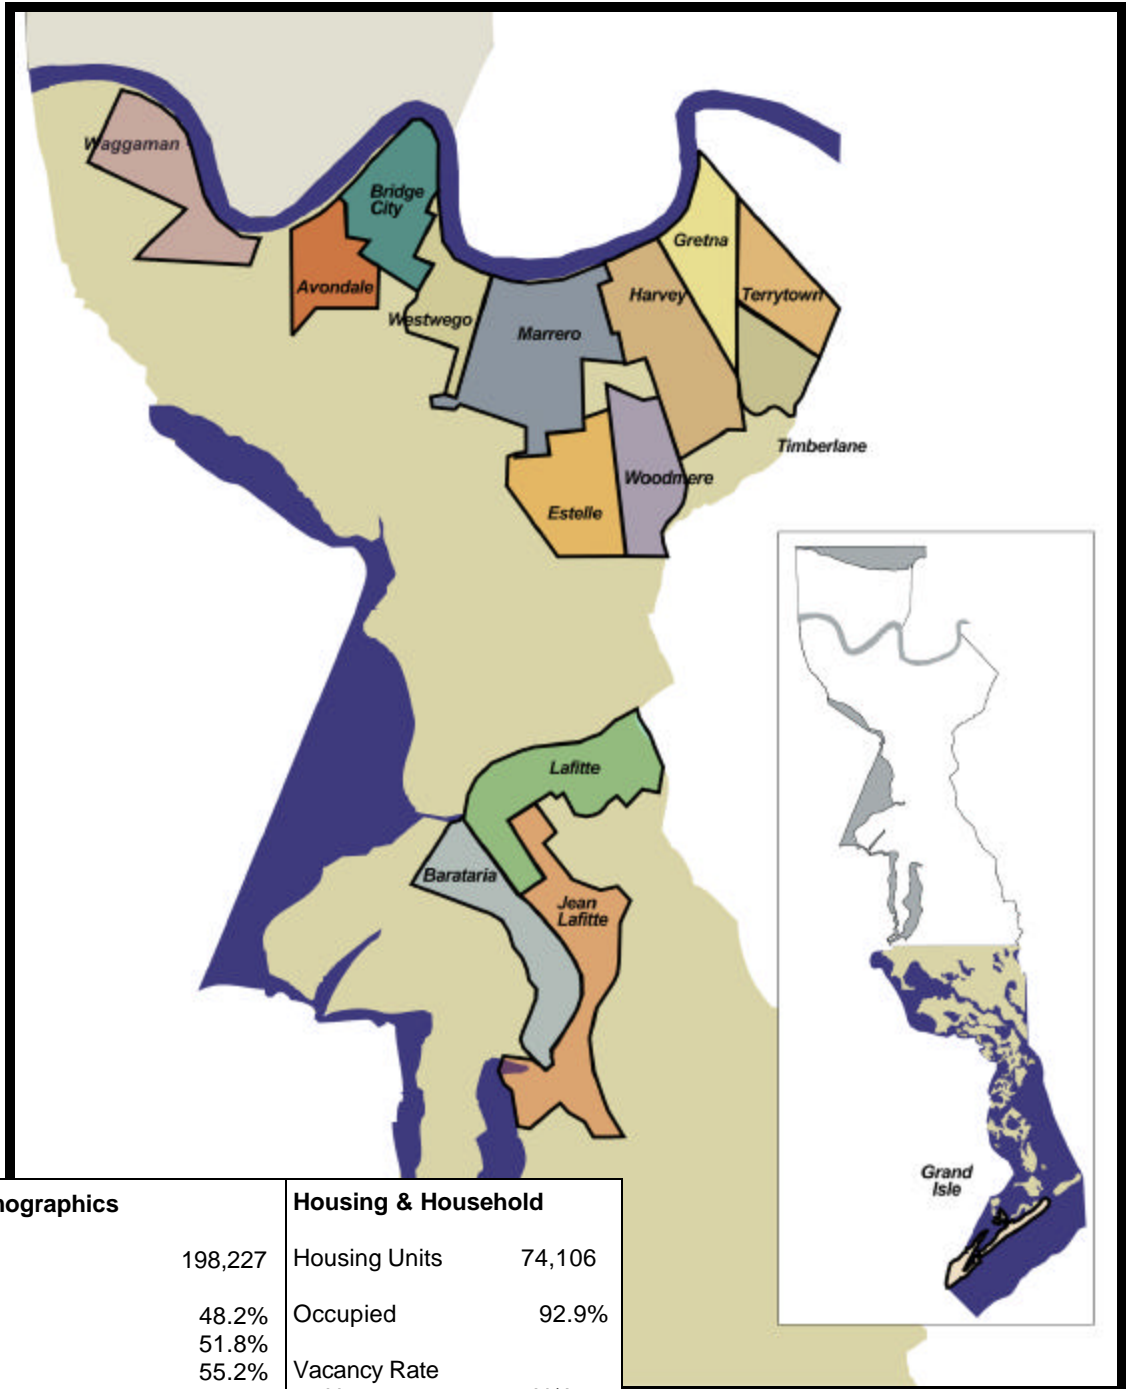 Waggaman
Bridge
City
Gretna
Avondale
Harvey
Terrytown
Westwego
Marrero
Timberlane
Woodmere
Estelle
Lafitte
Barataria
Jean
Lafitte
Grand
Isle
nographics
198,227
48.2%
51.8%
55.2%
Housing & Household
Housing Units 74,106
Occupied 92.9%
Vacancy Rate